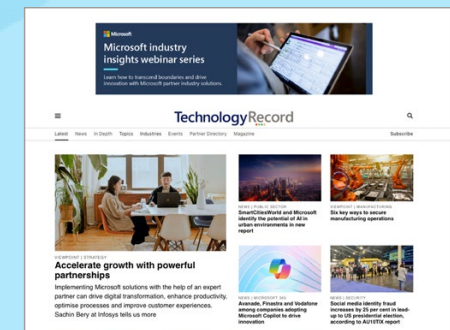 Microsoft
Microsoft industry
insights webinar series
Learn how to transcend boundaries and drive
innovation with Microsoft partner industry solutions.
TechnologyRecord
Latest News In Depth Topics Industries Events Partner Directory Magazine Subscribe
VIEWPOINT | STRATEGY
Accelerate growth with powerful
partnerships
Implementing Microsoft solutions with the help of an expert
partner can drive digital transformation, enhance productivity,
optimise processes and improve customer experiences.
Sachin Bery at Infosys tells us more
NEWS | PUBLIC SECTOR
SmartCitiesWorld and Microsoft
identify the potential of AI in
urban environments in new
report
VIEWPOINT | MANUFACTURING
Six key ways to secure
manufacturing operations
NEWS | MICROSOFT 365
Avanade, Finastra and Vodafone
among companies adopting
Microsoft Copilot to drive
innovation
NEWS | SECURITY
Social media identity fraud
increases by 25 per cent in lead-
up to US presidential election,
according to AU10TIX report